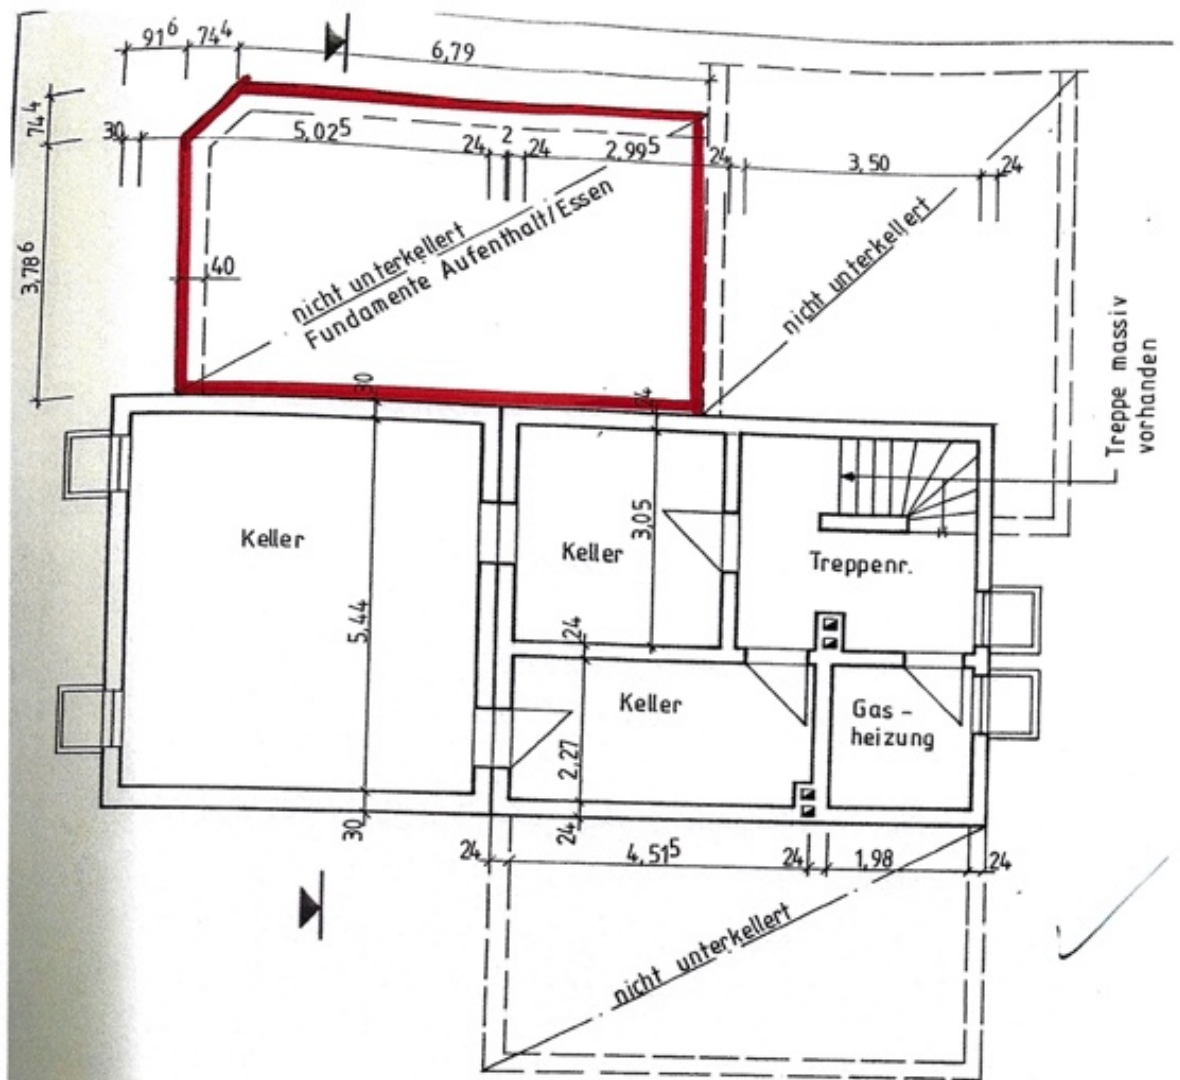 91⁶ 74⁴
6,79
74⁴
30
5,02⁵
24 2 24
2,99⁵
24
3,50
24
3,78⁶
40
nicht unterkellert
Fundamente Aufenthalt/Essen
nicht unterkellert
Treppe massiv
vorhanden
30
24
Keller
Keller
3,05
Treppenr.
5,44
24
Keller
2,27
Gas-
heizung
30
24
24
4,51⁵
24
1,98
24
nicht unterkellert